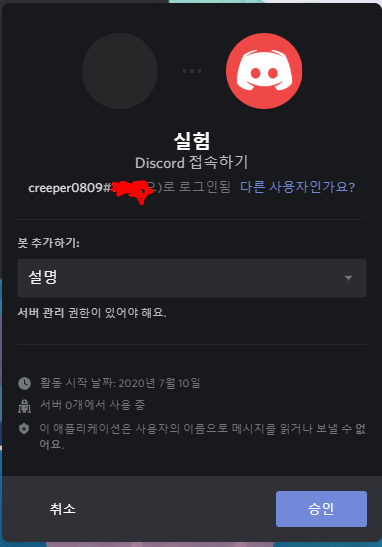 실험
Discord 접속하기
creeper0809# 로 로그인됨 다른 사용자인가요?
봇 추가하기:
설명
서버 관리 권한이 있어야 해요.
활동 시작 날짜: 2020년 7월 10일
서버 0개에서 사용 중
이 애플리케이션은 사용자의 이름으로 메시지를 읽거나 보낼 수 없
어요.
취소 승인